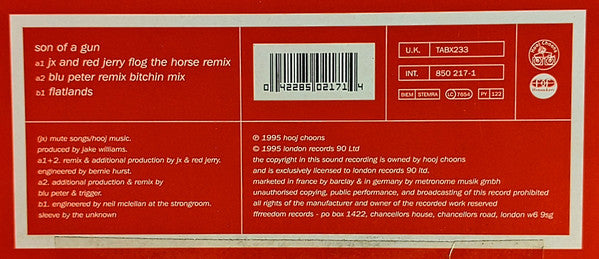 son of a gun
a1 jx and red jerry flog the horse remix
a2 blu peter remix bitchin mix
b1 flatlands
0 42285 02171 4
U.K. TABX233
INT. 850 217-1
BIEM STEMRA LC 7654 PY 122
Hooj Choons
(jx) mute songs/hooj music.
produced by jake williams.
a1+2. remix & additional production by jx & red jerry.
engineered by bernie hurst.
a2. additional production & remix by
blu peter & trigger.
b1. engineered by neil mclellan at the strongroom.
sleeve by the unknown
℗ 1995 hooj choons
© 1995 london records 90 Ltd
the copyright in this sound recording is owned by hooj choons
and is exclusively licensed to london records 90 ltd.
marketed in france by barclay & in germany by metronome musik gmbh
unauthorised copying, public performance, and broadcasting of this record prohibited
all rights of the manufacturer and owner of the recorded work reserved
ffrreedom records - po box 1422, chancellors house, chancellors road, london w6 9sg